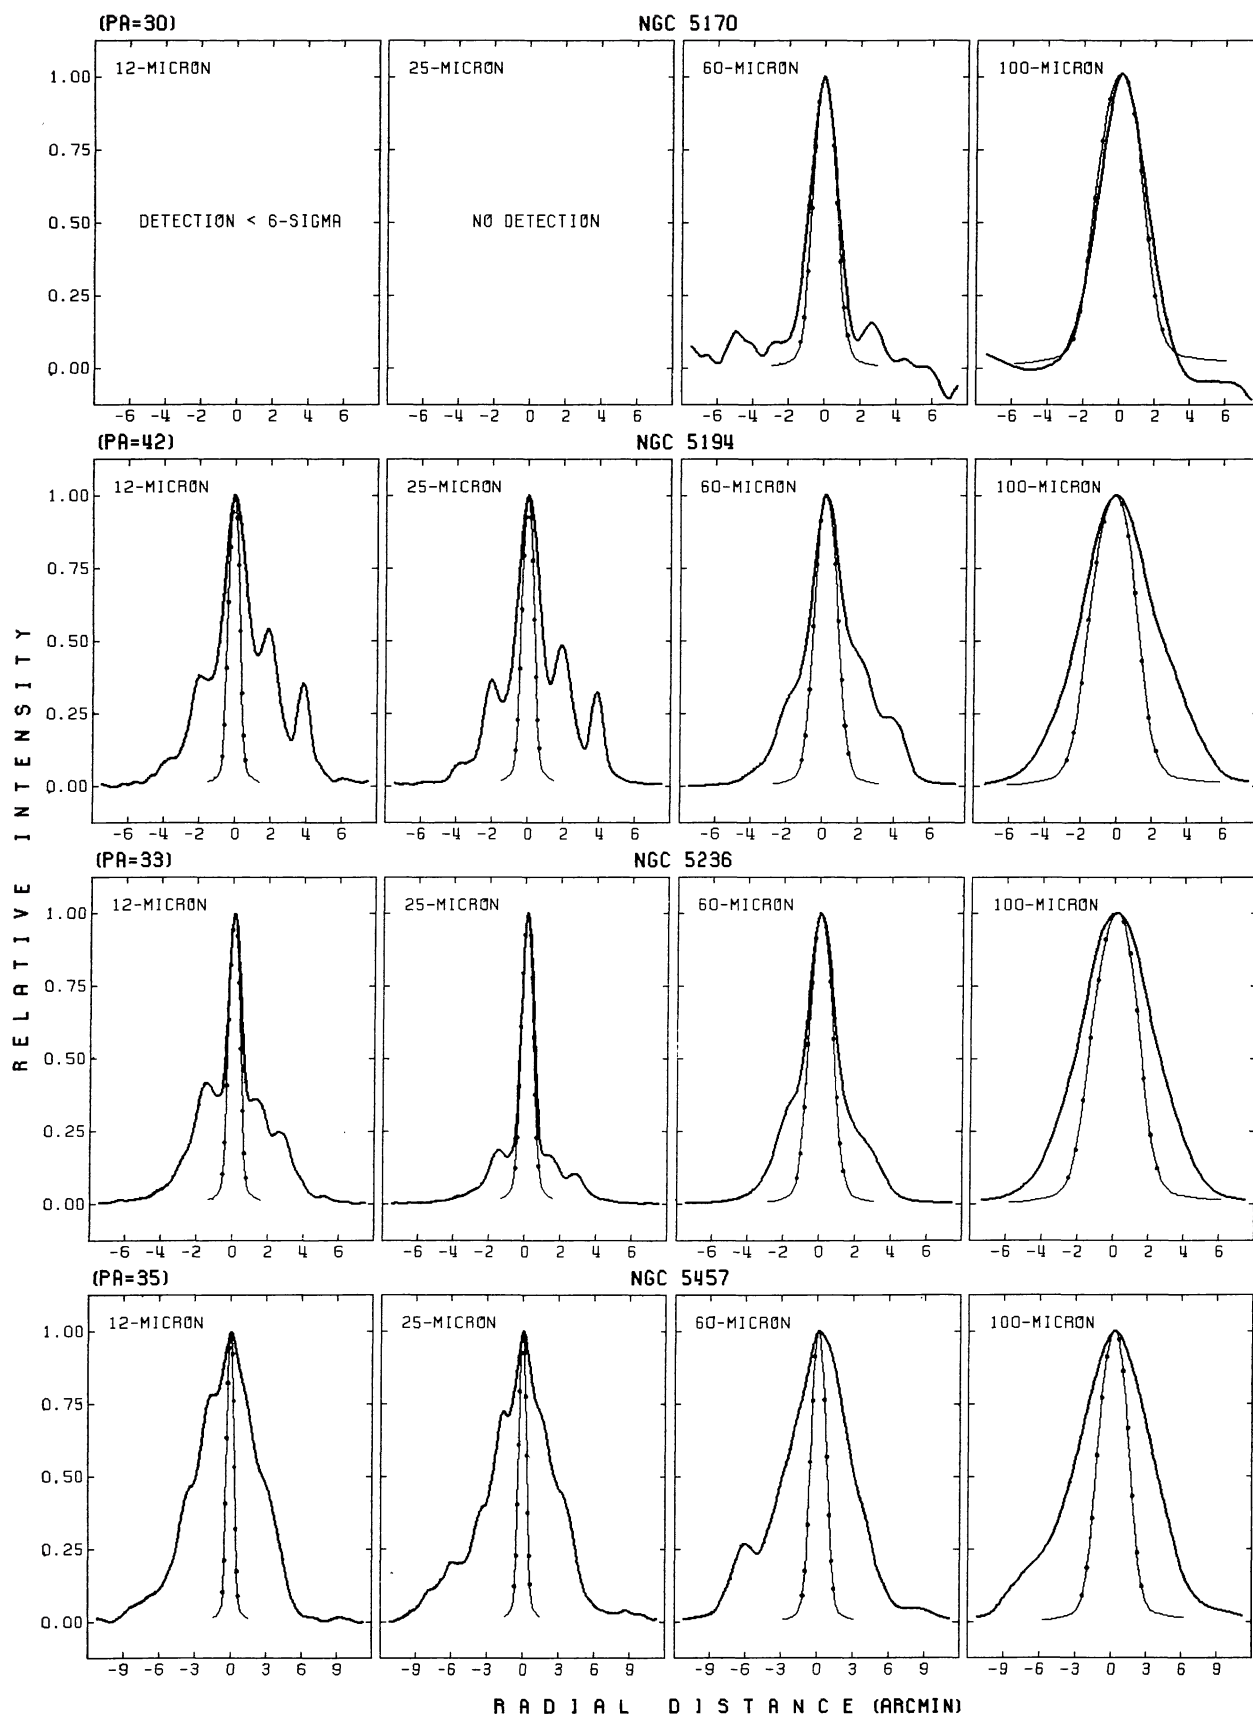 (PA=30) NGC 5170
12-MICRON 25-MICRON 60-MICRON 100-MICRON
1.00
0.75
0.50 DETECTION < 6-SIGMA NO DETECTION
0.25
0.00
-6 -4 -2 0 2 4 6 -6 -4 -2 0 2 4 6 -6 -4 -2 0 2 4 6 -6 -4 -2 0 2 4 6
(PA=42) NGC 5194
12-MICRON 25-MICRON 60-MICRON 100-MICRON
1.00
0.75
0.50
0.25
0.00
-6 -4 -2 0 2 4 6 -6 -4 -2 0 2 4 6 -6 -4 -2 0 2 4 6 -6 -4 -2 0 2 4 6
(PA=33) NGC 5236
12-MICRON 25-MICRON 60-MICRON 100-MICRON
1.00
0.75
0.50
0.25
0.00
-6 -4 -2 0 2 4 6 -6 -4 -2 0 2 4 6 -6 -4 -2 0 2 4 6 -6 -4 -2 0 2 4 6
(PA=35) NGC 5457
12-MICRON 25-MICRON 60-MICRON 100-MICRON
1.00
0.75
0.50
0.25
0.00
-9 -6 -3 0 3 6 9 -9 -6 -3 0 3 6 9 -9 -6 -3 0 3 6 9 -9 -6 -3 0 3 6 9
RELATIVE INTENSITY
RADIAL DISTANCE (ARCMIN)